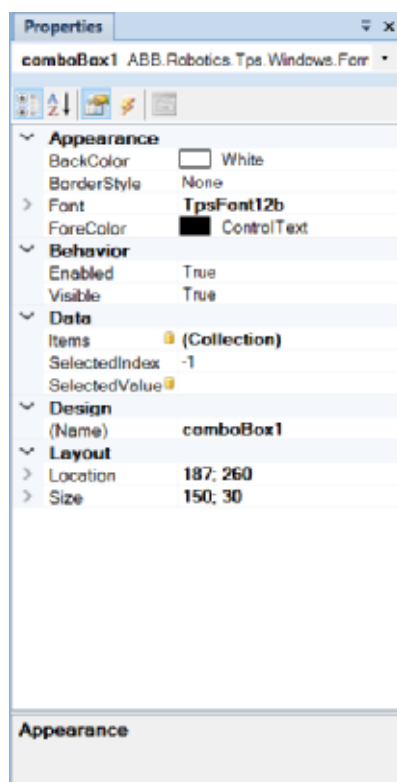 Properties
comboBox1 ABB.Robotics.Tps.Windows.Forr
Appearance
BackColor White
BorderStyle None
Font TpsFont12b
ForeColor ControlText
Behavior
Enabled True
Visible True
Data
Items (Collection)
SelectedIndex -1
SelectedValue
Design
(Name) comboBox1
Layout
Location 187; 260
Size 150; 30
Appearance